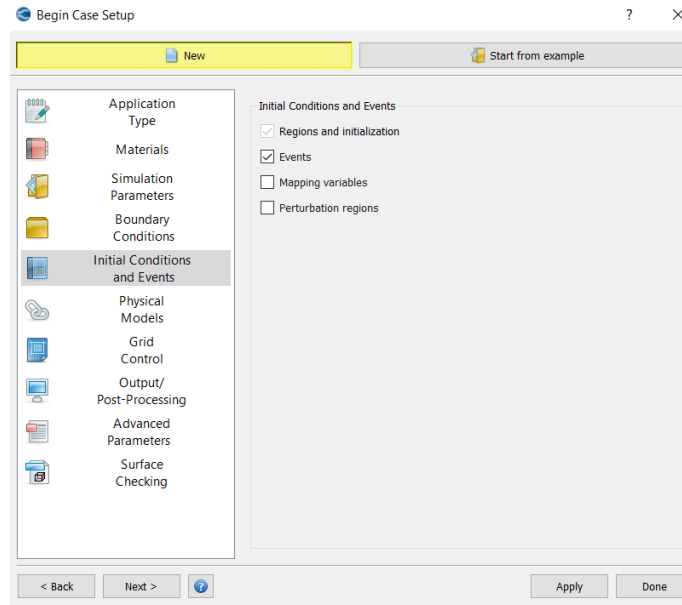 Begin Case Setup
?
New
Start from example
Application
Type
Materials
Simulation
Parameters
Boundary
Conditions
Initial Conditions
and Events
Physical
Models
Grid
Control
Output/
Post-Processing
Advanced
Parameters
Surface
Checking
Initial Conditions and Events
Regions and initialization
Events
Mapping variables
Perturbation regions
< Back
Next >
?
Apply
Done